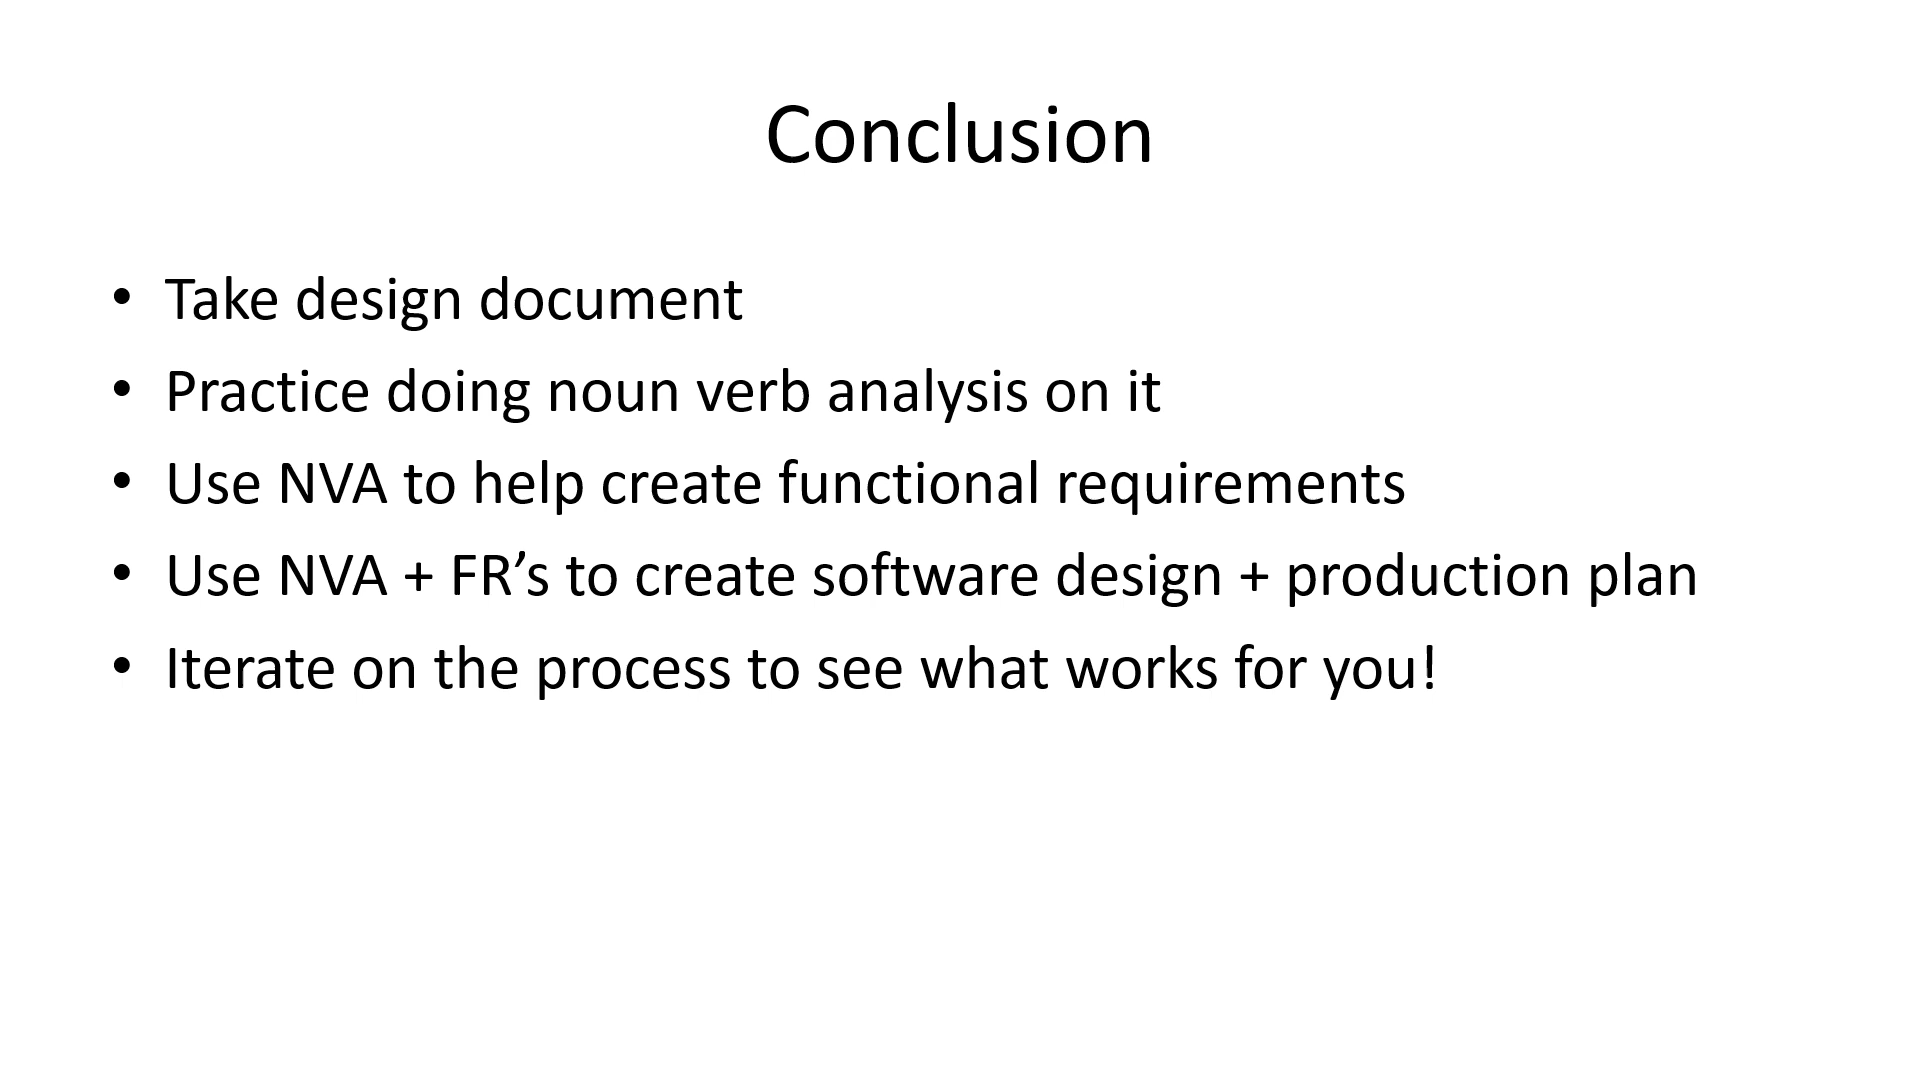 Conclusion
• Take design document
• Practice doing noun verb analysis on it
• Use NVA to help create functional requirements
• Use NVA + FR’s to create software design + production plan
• Iterate on the process to see what works for you!